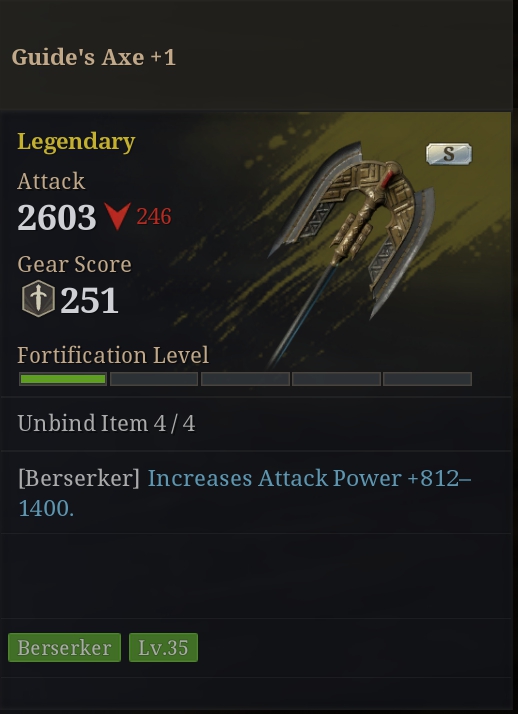 Guide's Axe +1
Legendary
S
Attack
2603 246
Gear Score
251
Fortification Level
Unbind Item 4 / 4
[Berserker] Increases Attack Power +812–
1400.
Berserker Lv.35